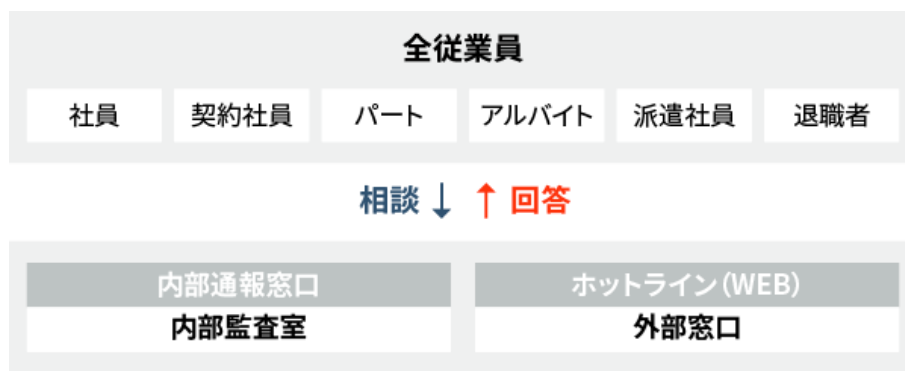 全従業員
社員 契約社員 パート アルバイト 派遣社員 退職者
相談 ↓ ↑ 回答
内部通報窓口 ホットライン(WEB)
内部監査室 外部窓口